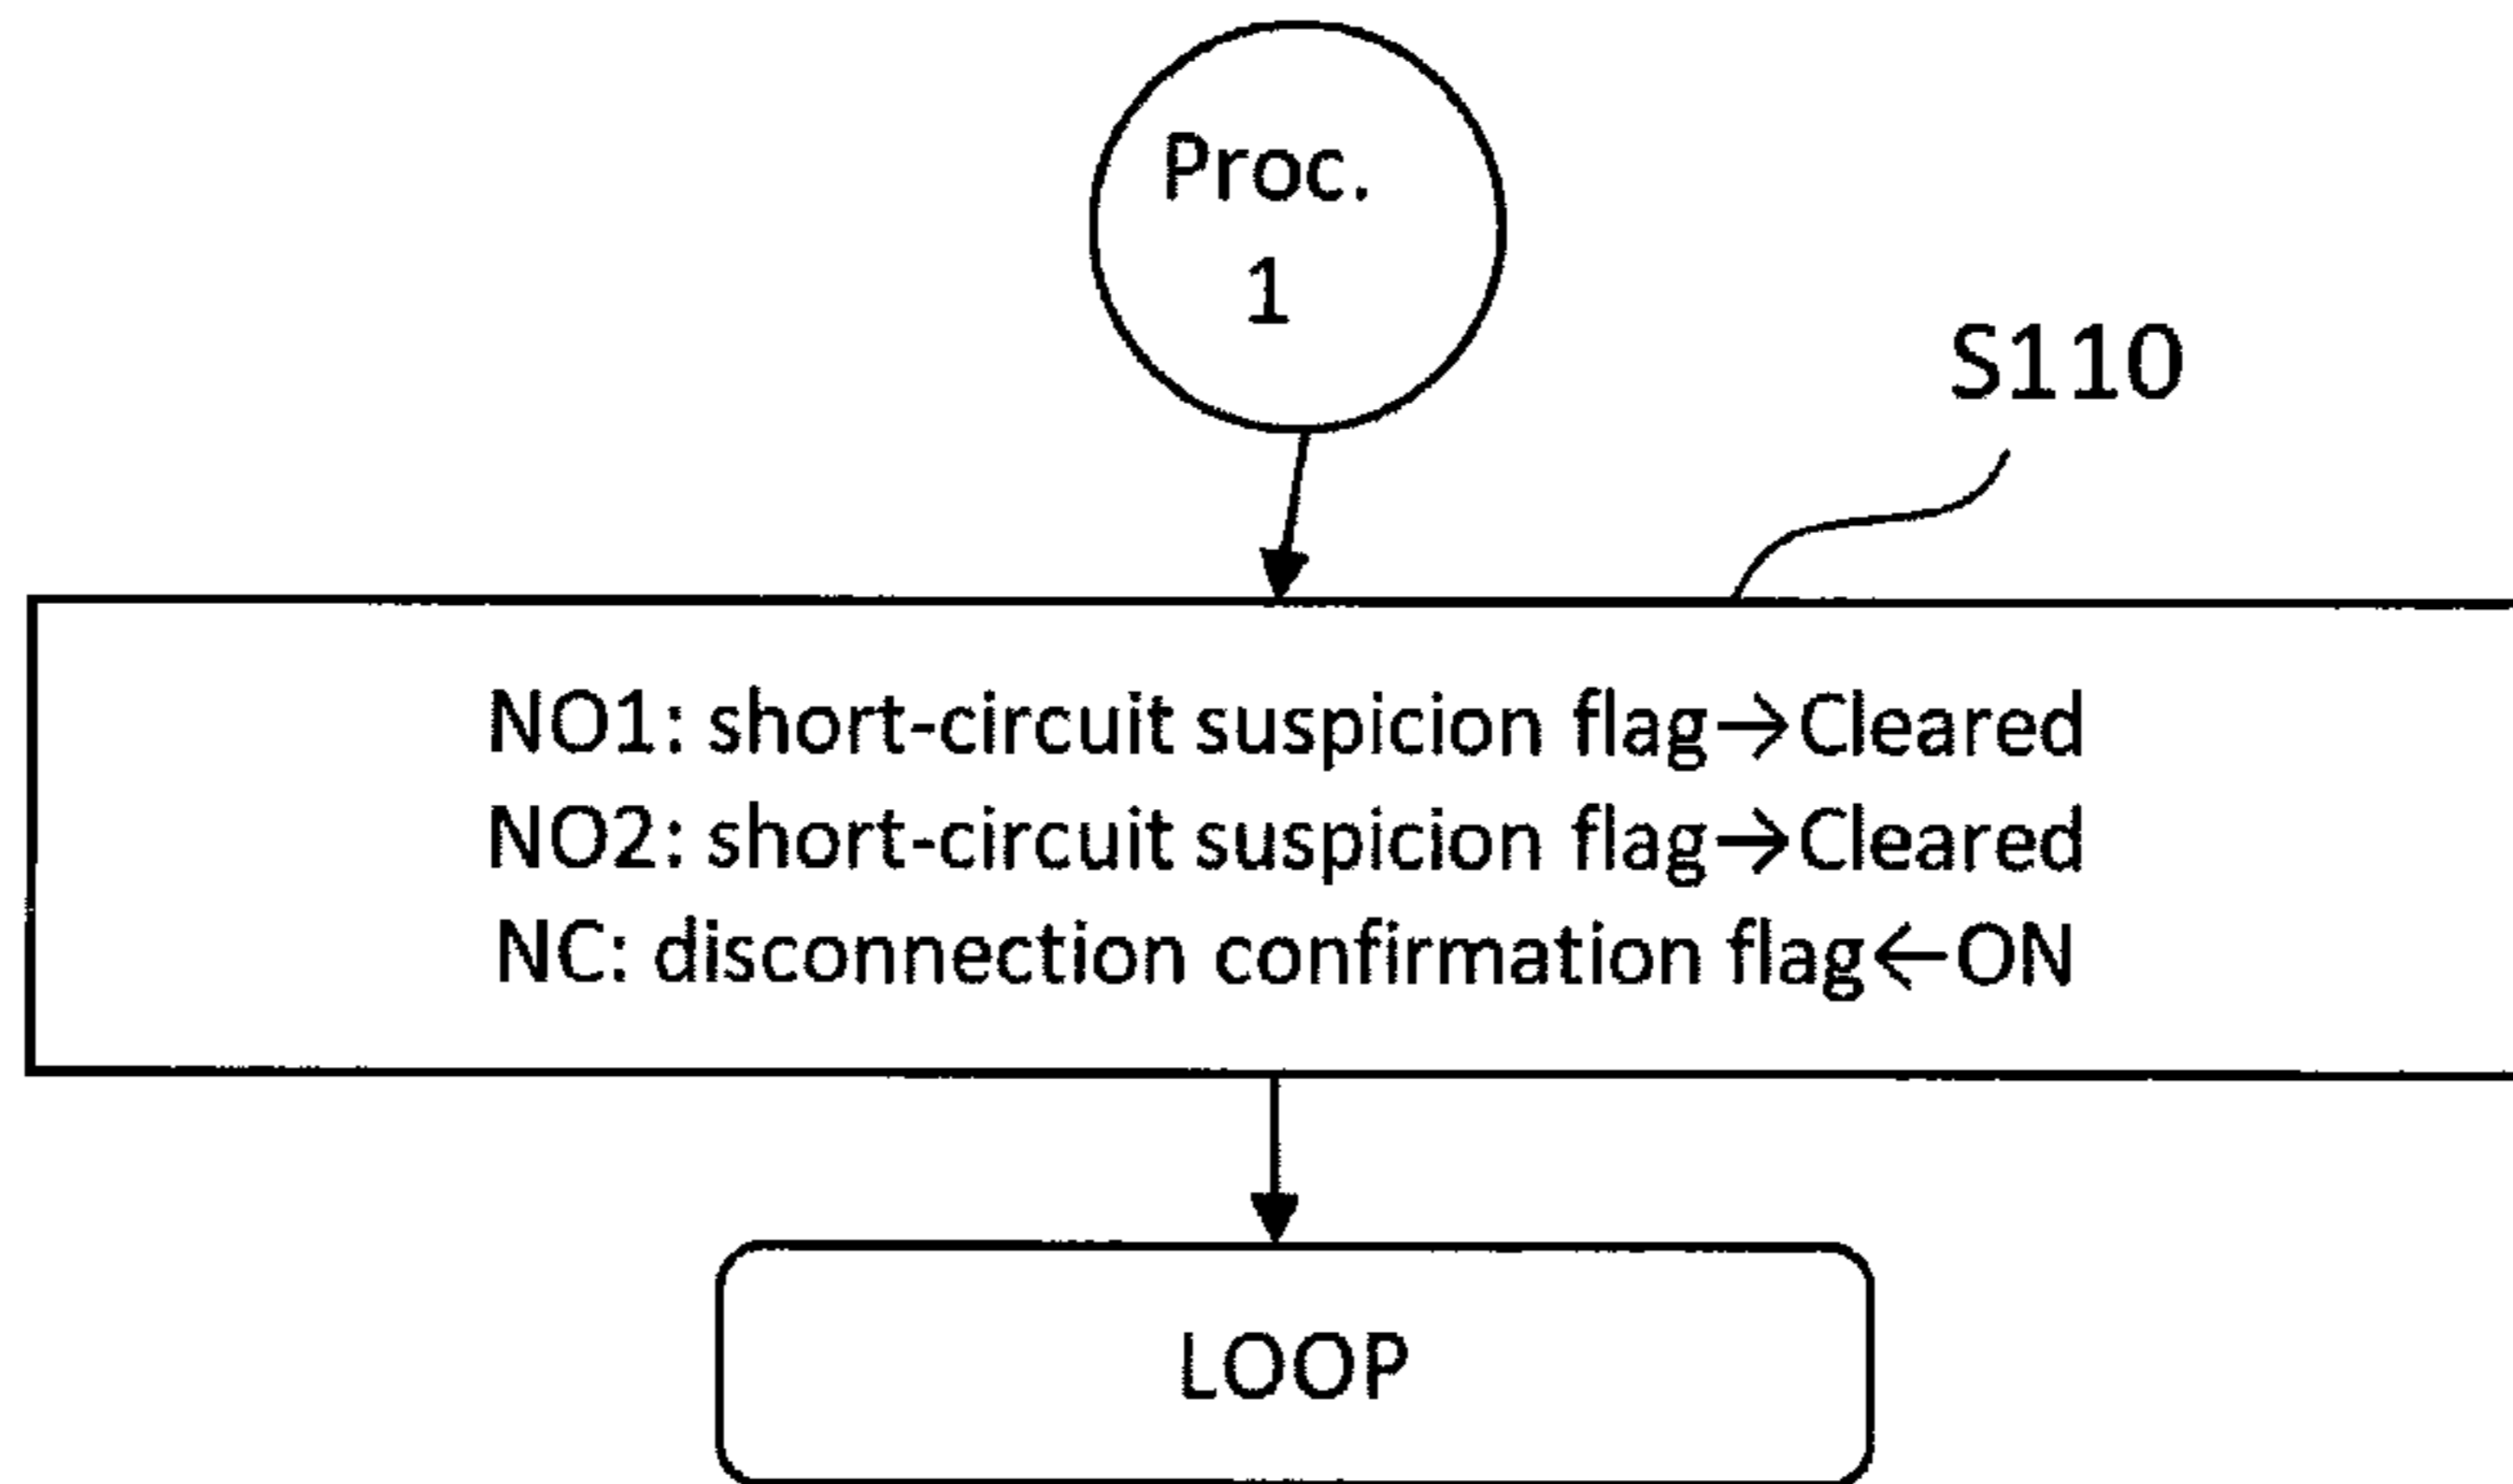 Proc.
1
S110
NO1: short-circuit suspicion flag→Cleared
NO2: short-circuit suspicion flag→Cleared
NC: disconnection confirmation flag←ON
LOOP